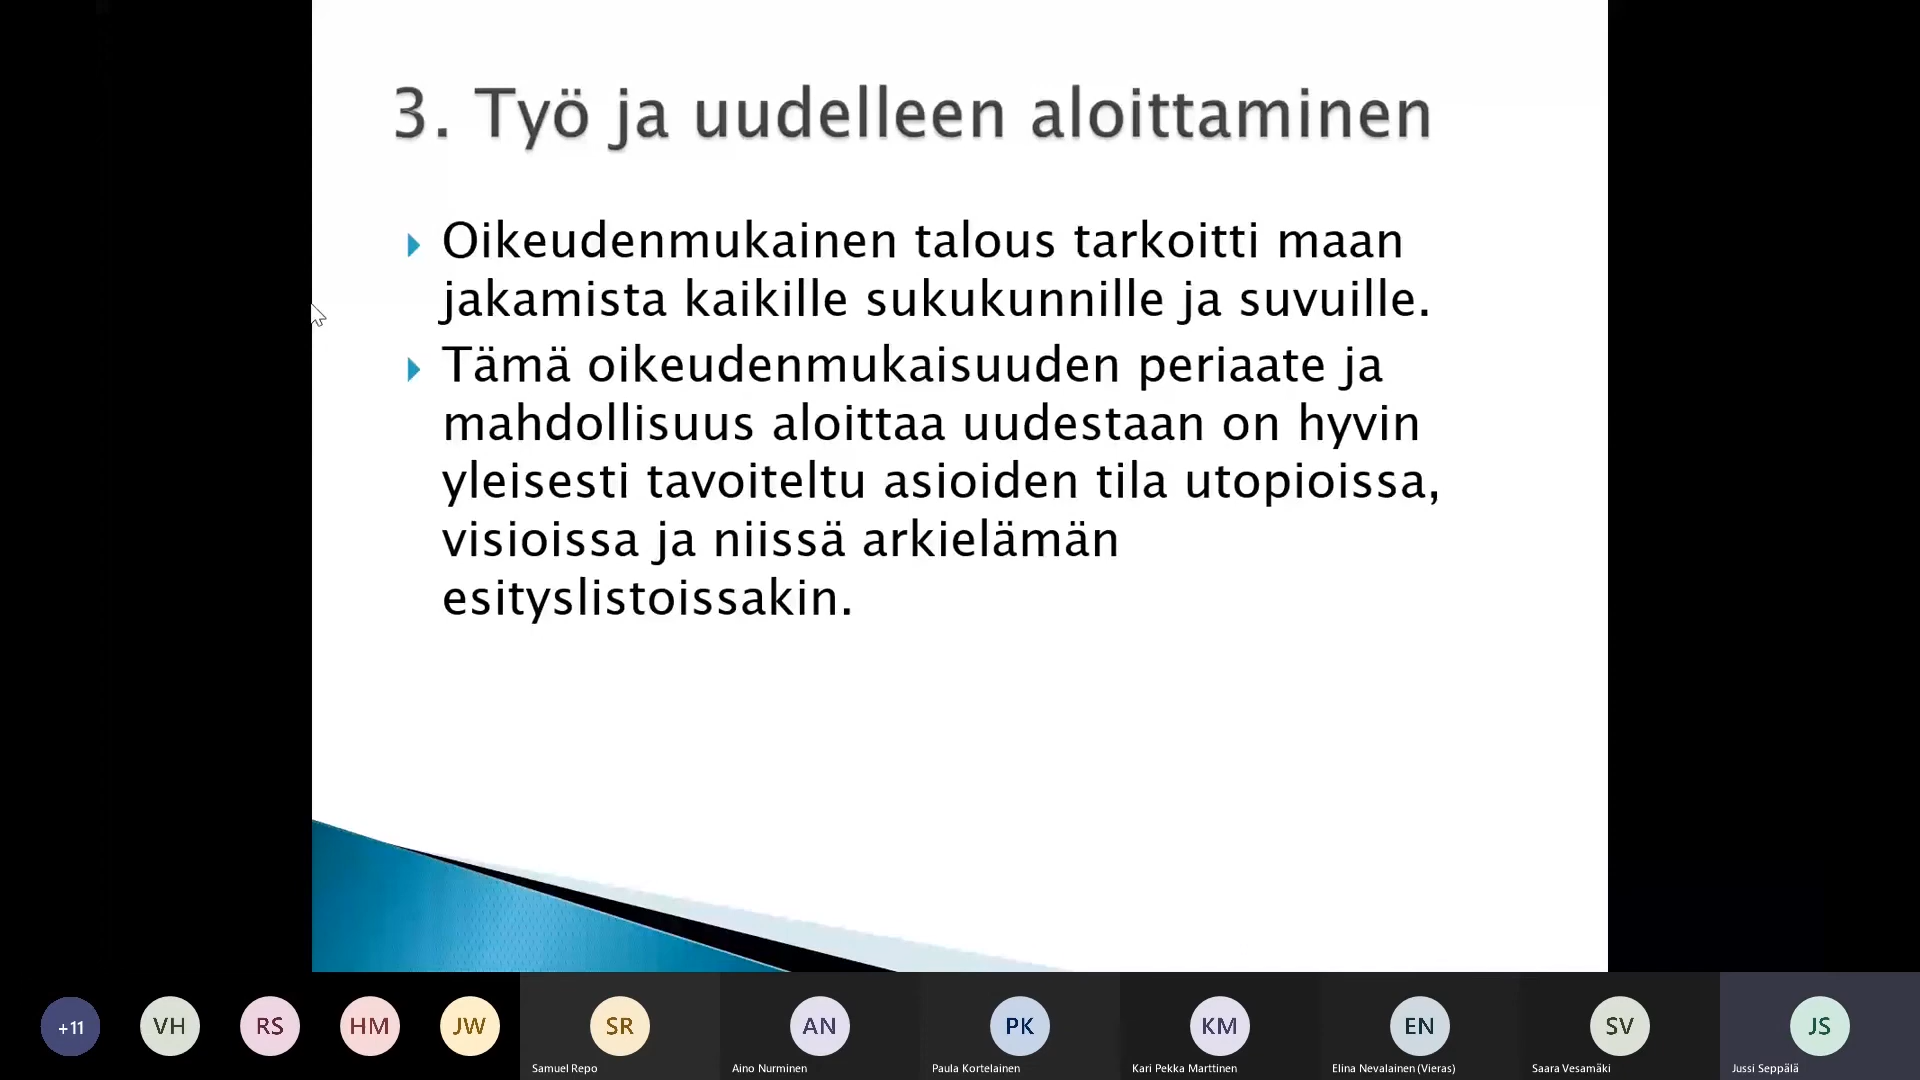 3. Työ ja uudelleen aloittaminen
Oikeudenmukainen talous tarkoitti maan
jakamista kaikille sukukunnille ja suvuille.
Tämä oikeudenmukaisuuden periaate ja
mahdollisuus aloittaa uudestaan on hyvin
yleisesti tavoiteltu asioiden tila utopioissa,
visioissa ja niissä arkielämän
esityslistoissakin.
+11
VH
RS
HM
JW
SR
AN
PK
KM
EN
SV
JS
Samuel Repo
Aino Nurminen
Paula Kortelainen
Kari Pekka Marttinen
Elina Nevalainen (Vieras)
Saara Vesamäki
Jussi Seppälä